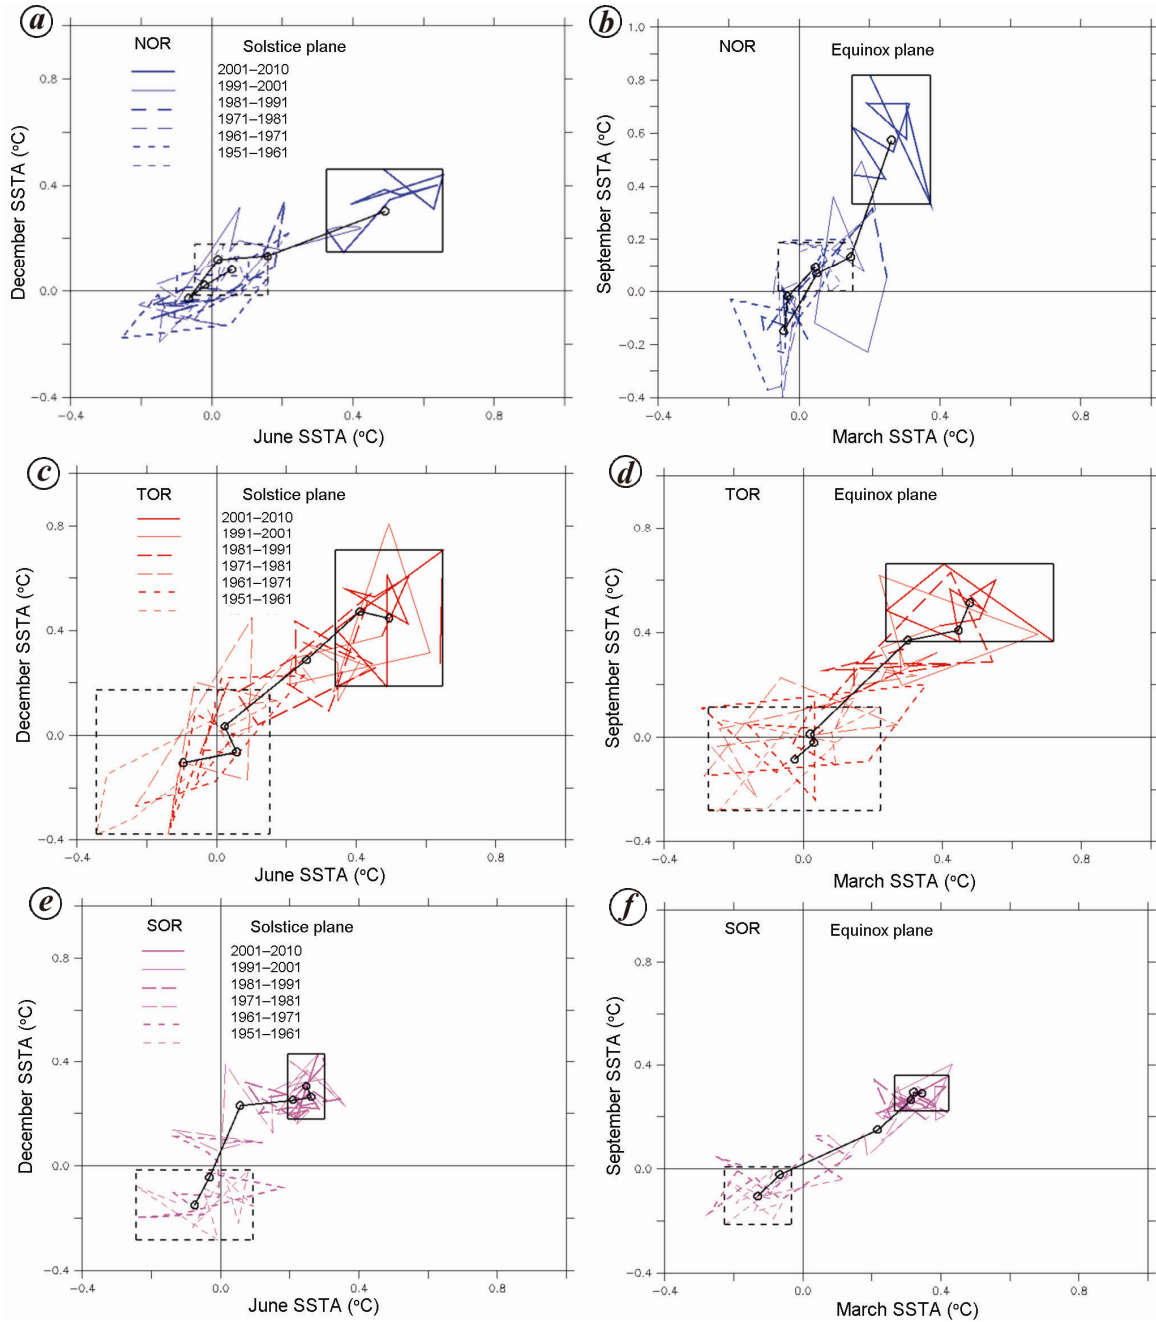 a
NOR
Solstice plane
2001–2010
1991–2001
1981–1991
1971–1981
1961–1971
1951–1961
0.8
0.4
0.0
−0.4
−0.4
0.0
0.4
0.8
December SSTA (°C)
June SSTA (°C)
b
NOR
Equinox plane
1.0
0.8
0.6
0.4
0.2
0.0
−0.2
−0.4
−0.4
0.0
0.4
0.8
September SSTA (°C)
March SSTA (°C)
c
TOR
Solstice plane
2001–2010
1991–2001
1981–1991
1971–1981
1961–1971
1951–1961
0.8
0.4
0.0
−0.4
−0.4
0.0
0.4
0.8
December SSTA (°C)
June SSTA (°C)
d
TOR
Equinox plane
0.8
0.4
0.0
−0.4
−0.4
0.0
0.4
0.8
September SSTA (°C)
March SSTA (°C)
e
SOR
Solstice plane
2001–2010
1991–2001
1981–1991
1971–1981
1961–1971
1951–1961
0.8
0.4
0.0
−0.4
−0.4
0.0
0.4
0.8
December SSTA (°C)
June SSTA (°C)
f
SOR
Equinox plane
0.8
0.4
0.0
−0.4
−0.4
0.0
0.4
0.8
September SSTA (°C)
March SSTA (°C)